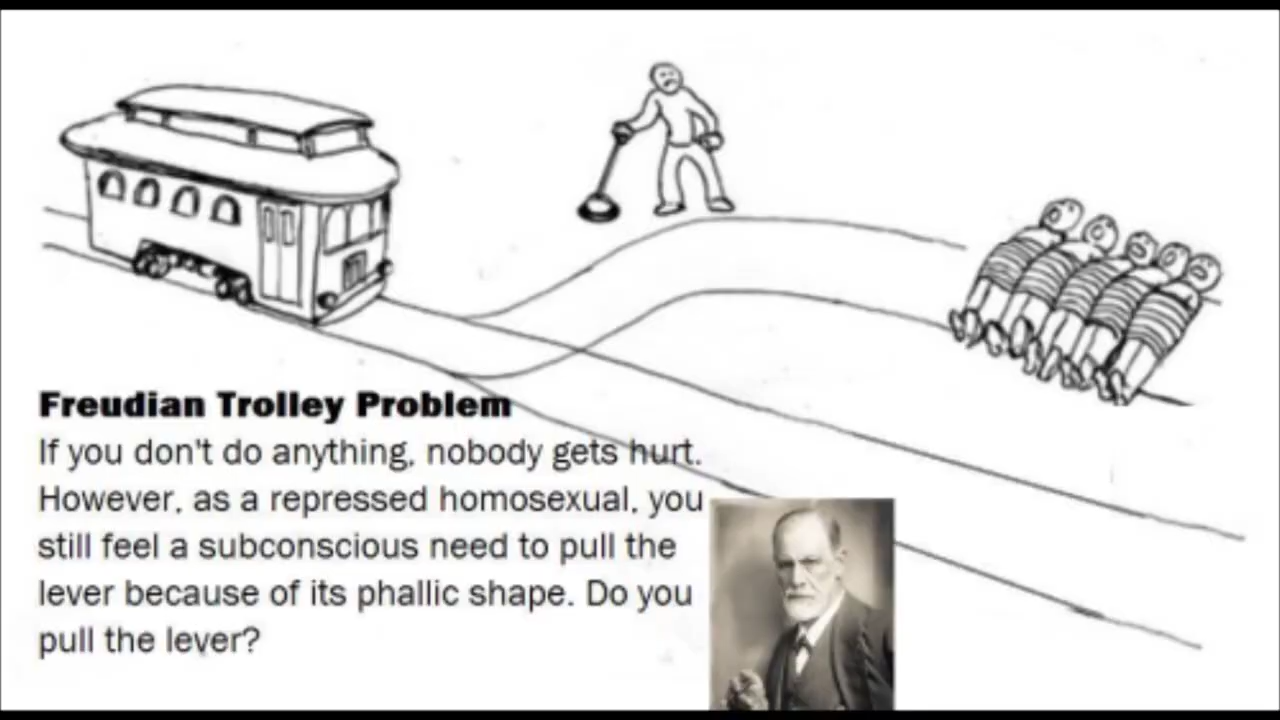 Freudian Trolley Problem
If you don't do anything, nobody gets hurt.
However, as a repressed homosexual, you
still feel a subconscious need to pull the
lever because of its phallic shape. Do you
pull the lever?